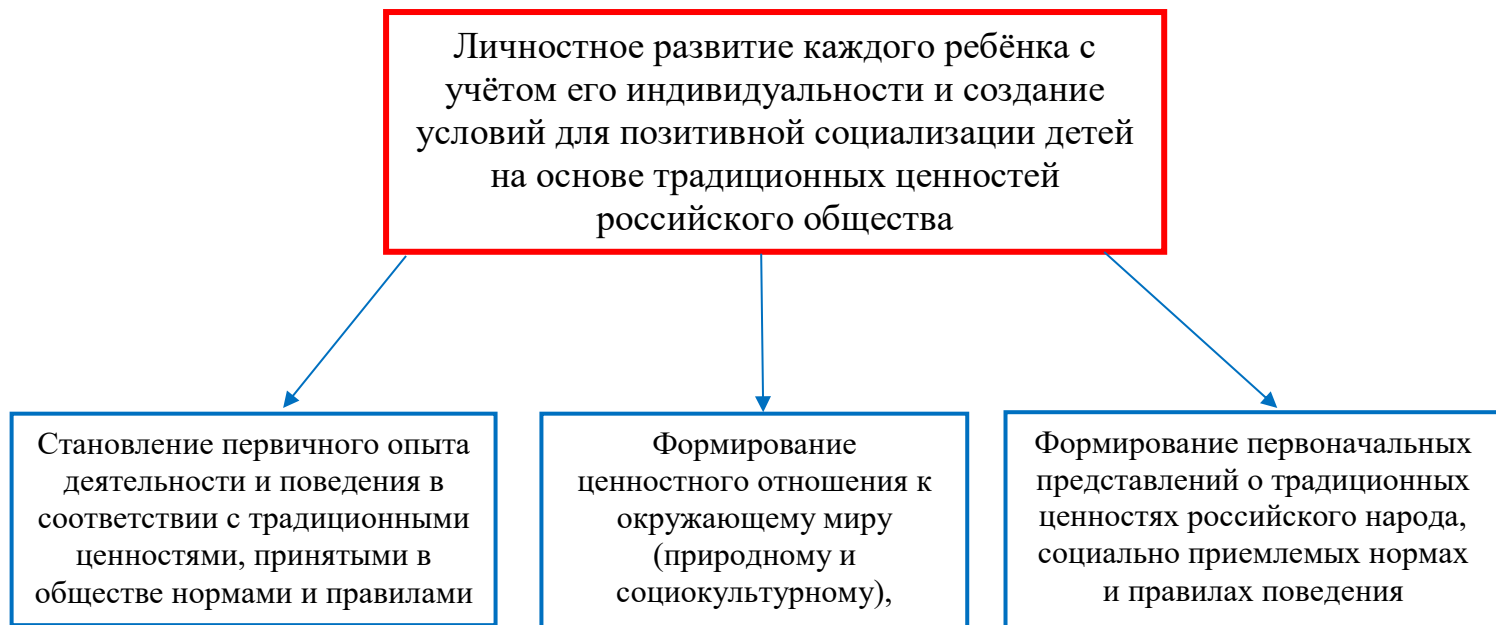 Личностное развитие каждого ребёнка с
учётом его индивидуальности и создание
условий для позитивной социализации детей
на основе традиционных ценностей
российского общества
Становление первичного опыта
деятельности и поведения в
соответствии с традиционными
ценностями, принятыми в
обществе нормами и правилами
Формирование
ценностного отношения к
окружающему миру
(природному и
социокультурному),
Формирование первоначальных
представлений о традиционных
ценностях российского народа,
социально приемлемых нормах
и правилах поведения